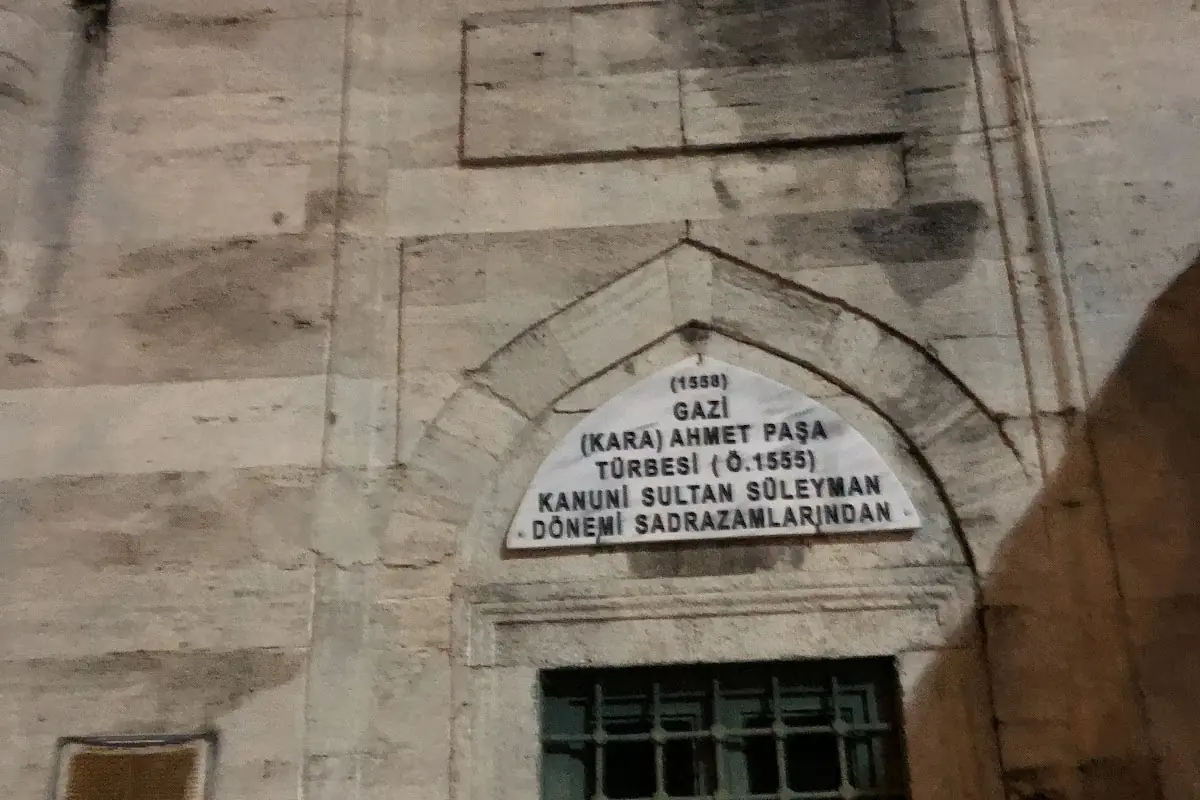 (1558)
GAZİ
(KARA) AHMET PAŞA
TÜRBESİ (Ö.1555)
KANUNİ SULTAN SÜLEYMAN
DÖNEMİ SADRAZAMLARINDAN